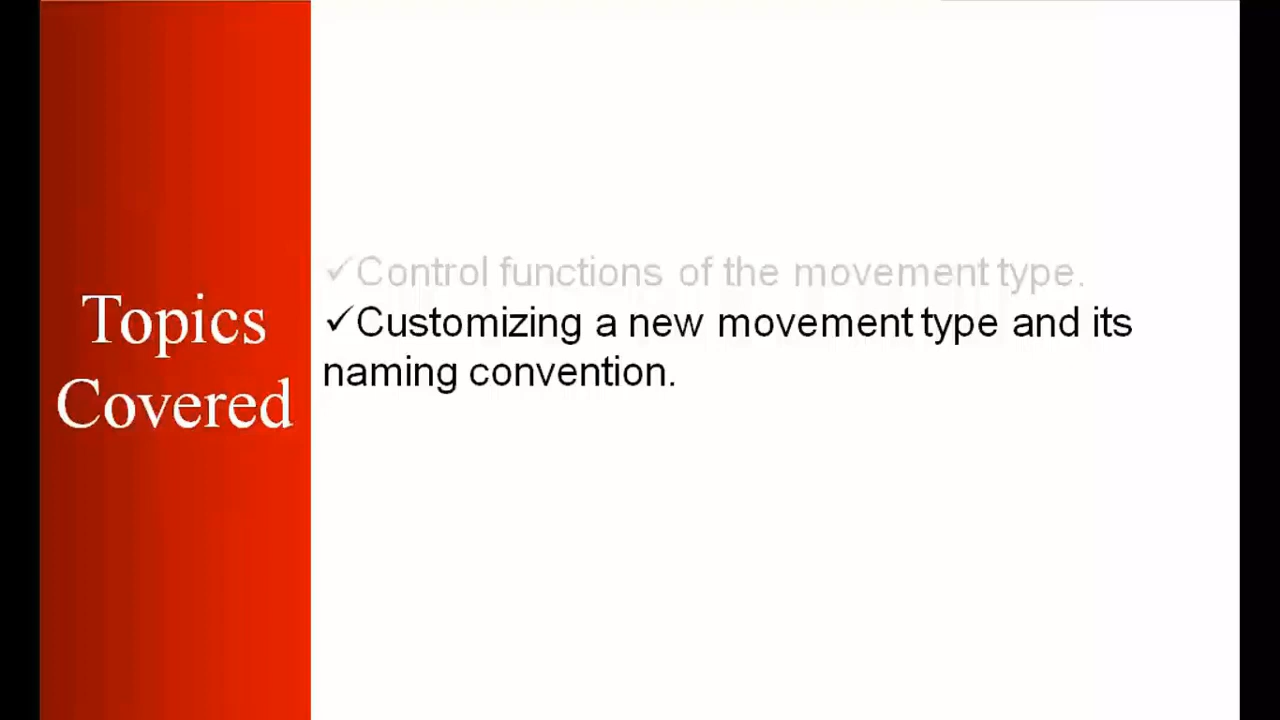 Topics
Covered
✓Control functions of the movement type.
✓Customizing a new movement type and its
naming convention.